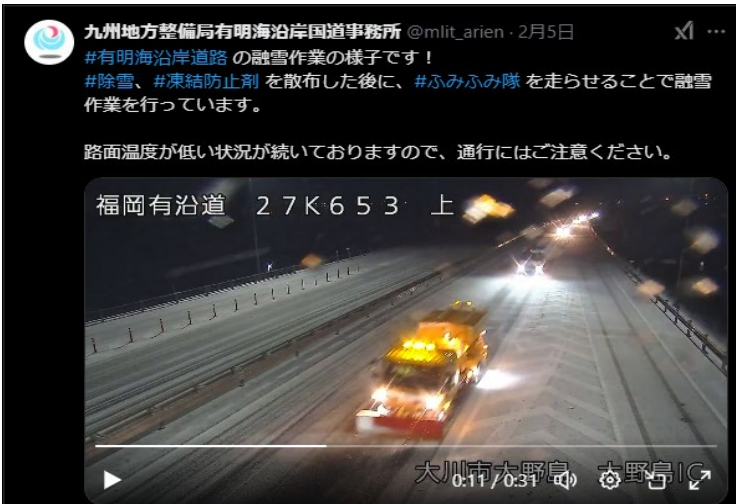 九州地方整備局有明海沿岸国道事務所 @mlit_arien · 2月5日
#有明海沿岸道路 の融雪作業の様子です！
#除雪、#凍結防止剤 を散布した後に、#ふみふみ隊 を走らせることで融雪
作業を行っています。
路面温度が低い状況が続いておりますので、通行にはご注意ください。
福岡有沿道 27K653 上
大川市大野島 大野島IC
0:11 / 0:31